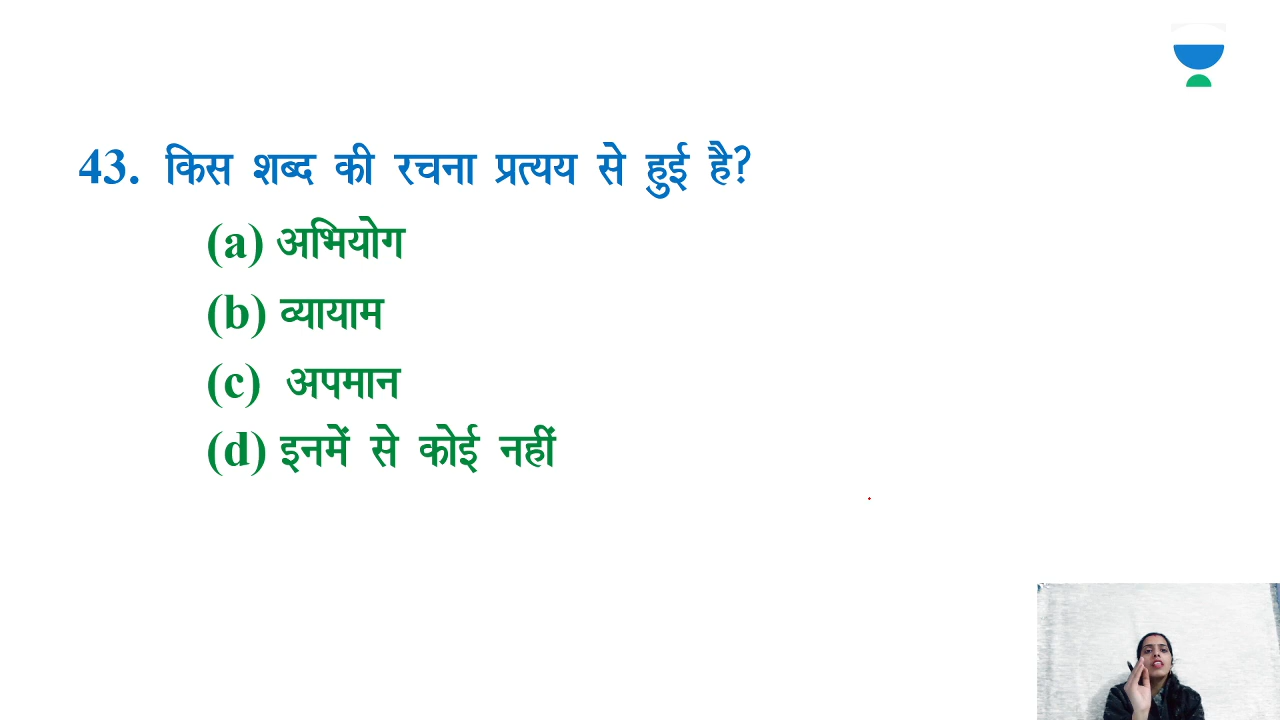 43. किस शब्द की रचना प्रत्यय से हुई है?
(a) अभियोग
(b) व्यायाम
(c) अपमान
(d) इनमें से कोई नहीं